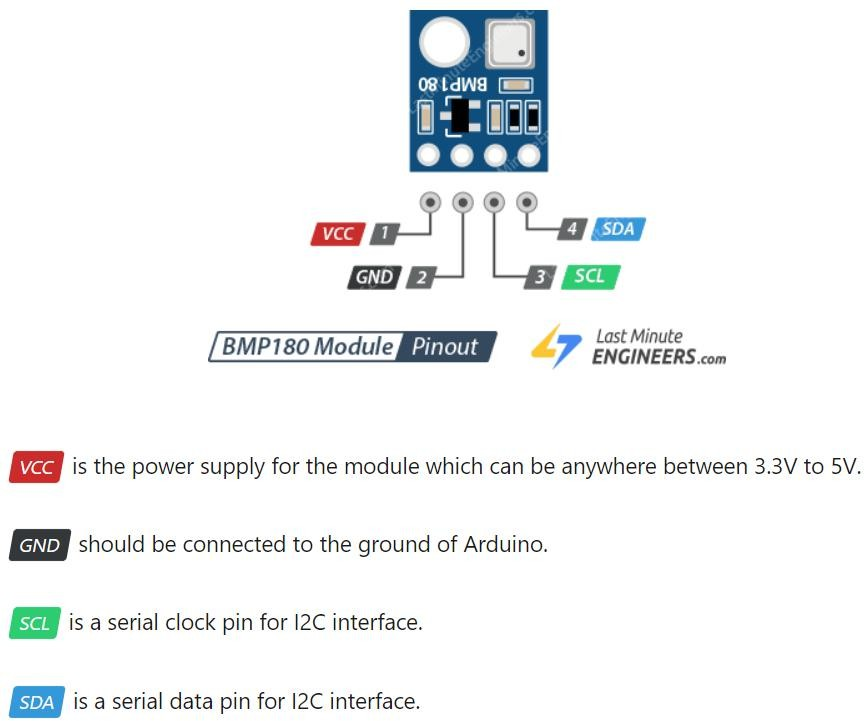 BMP180
VCC 1
4 SDA
GND 2
3 SCL
BMP180 Module Pinout
Last Minute
ENGINEERS.com
VCC is the power supply for the module which can be anywhere between 3.3V to 5V.
GND should be connected to the ground of Arduino.
SCL is a serial clock pin for I2C interface.
SDA is a serial data pin for I2C interface.